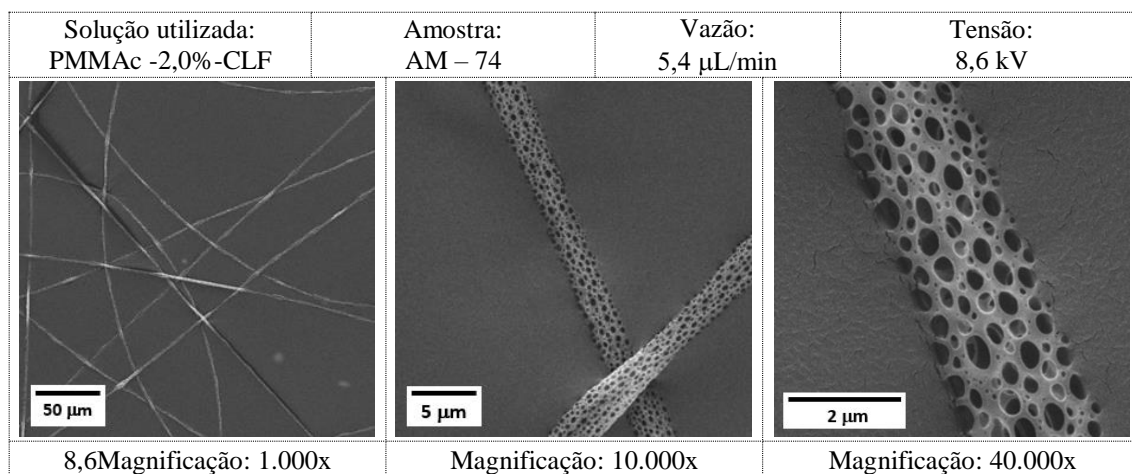 Solução utilizada:
PMMAc -2,0%-CLF
Amostra:
AM – 74
Vazão:
5,4 μL/min
Tensão:
8,6 kV
50 μm
5 μm
2 μm
8,6Magnificação: 1.000x
Magnificação: 10.000x
Magnificação: 40.000x